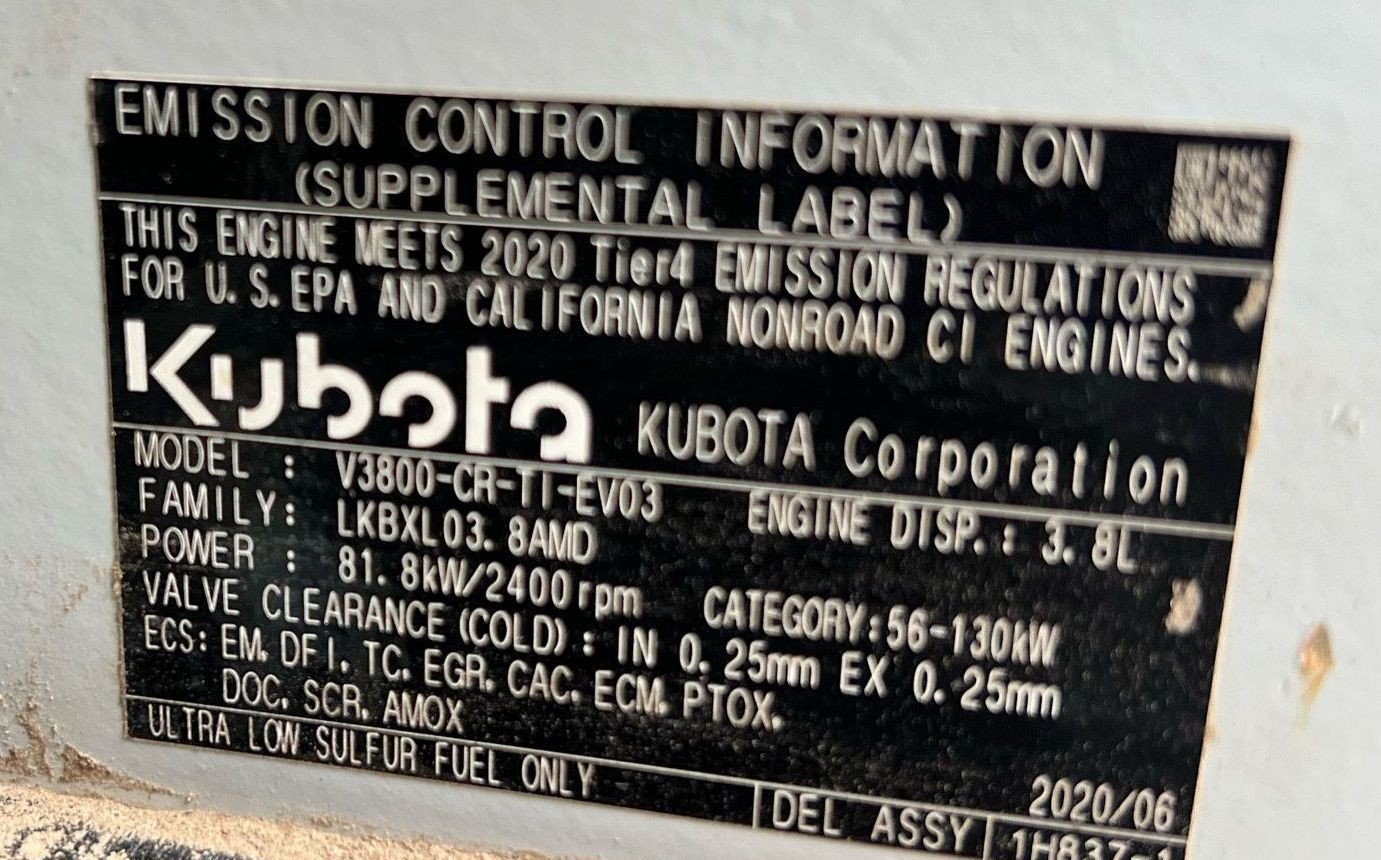 EMISSION CONTROL INFORMATION
(SUPPLEMENTAL LABEL)
THIS ENGINE MEETS 2020 Tier4 EMISSION REGULATIONS
FOR U.S.EPA AND CALIFORNIA NONROAD CI ENGINES.
Kubota KUBOTA Corporation
MODEL : V3800-CR-TI-EV03 ENGINE DISP.: 3.8L
FAMILY: LKBXL03.8AMD
POWER : 81.8kW/2400rpm CATEGORY:56-130kW
VALVE CLEARANCE (COLD) : IN 0.25mm EX 0.25mm
ECS: EM, DFI, TC, EGR, CAC, ECM, PTOX,
DOC, SCR, AMOX
2020/06
ULTRA LOW SULFUR FUEL ONLY DEL ASSY